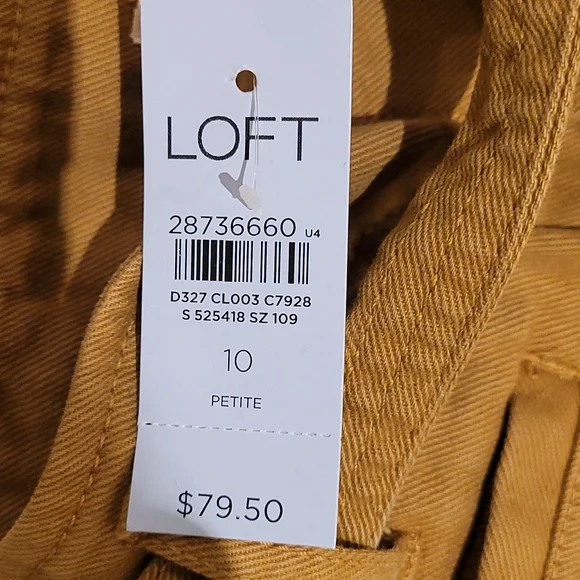 LOFT
28736660 U4
D327 CL003 C7928
S 525418 SZ 109
10
PETITE
$79.50